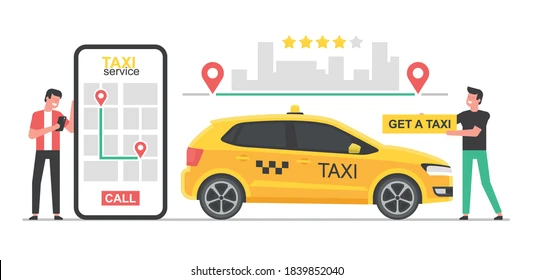 TAXI
service
CALL
GET A TAXI
TAXI
shutterstock.com · 1839852040